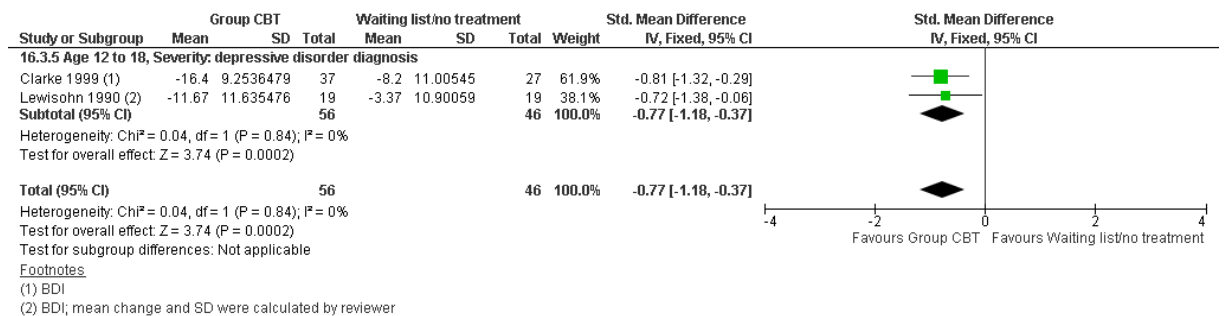 Group CBT Waiting list/no treatment Std. Mean Difference Std. Mean Difference
Study or Subgroup Mean SD Total Mean SD Total Weight IV, Fixed, 95% CI IV, Fixed, 95% CI
16.3.5 Age 12 to 18, Severity: depressive disorder diagnosis
Clarke 1999 (1) -16.4 9.2536479 37 -8.2 11.00545 27 61.9% -0.81 [-1.32, -0.29]
Lewisohn 1990 (2) -11.67 11.635476 19 -3.37 10.90059 19 38.1% -0.72 [-1.38, -0.06]
Subtotal (95% CI) 56 46 100.0% -0.77 [-1.18, -0.37]
Heterogeneity: Chi² = 0.04, df = 1 (P = 0.84); I² = 0%
Test for overall effect: Z = 3.74 (P = 0.0002)
Total (95% CI) 56 46 100.0% -0.77 [-1.18, -0.37]
Heterogeneity: Chi² = 0.04, df = 1 (P = 0.84); I² = 0%
Test for overall effect: Z = 3.74 (P = 0.0002)
Test for subgroup differences: Not applicable
-4 -2 0 2 4
Favours Group CBT Favours Waiting list/no treatment
Footnotes
(1) BDI
(2) BDI; mean change and SD were calculated by reviewer